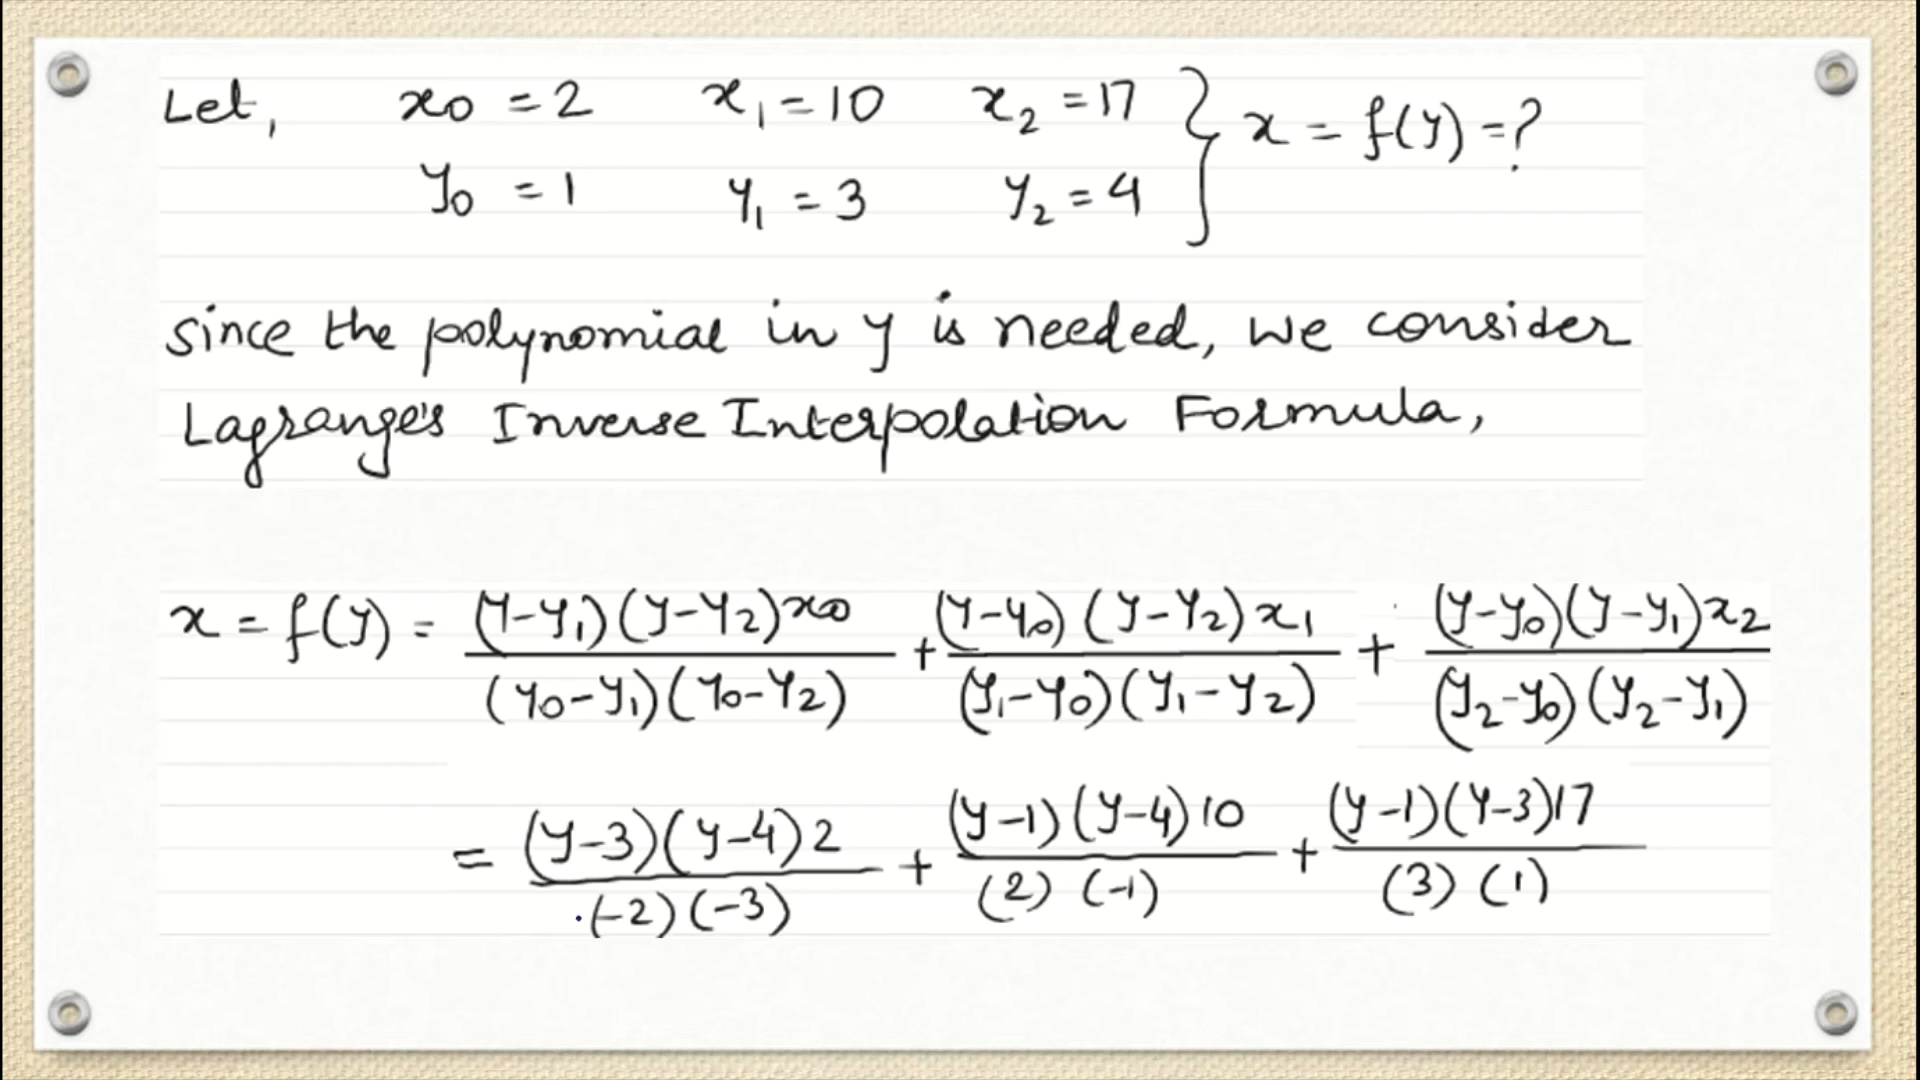 Let, x0 = 2 x₁ = 10 x₂ = 17 } x = f(y) = ?
y₀ = 1 y₁ = 3 y₂ = 4
since the polynomial in y is needed, we consider
Lagrange's Inverse Interpolation Formula,
x = f(y) = (y-y₁)(y-y₂)x₀ / (y₀-y₁)(y₀-y₂) + (y-y₀)(y-y₂)x₁ / (y₁-y₀)(y₁-y₂) + (y-y₀)(y-y₁)x₂ / (y₂-y₀)(y₂-y₁)
= (y-3)(y-4)2 / (-2)(-3) + (y-1)(y-4)10 / (2)(-1) + (y-1)(y-3)17 / (3)(1)